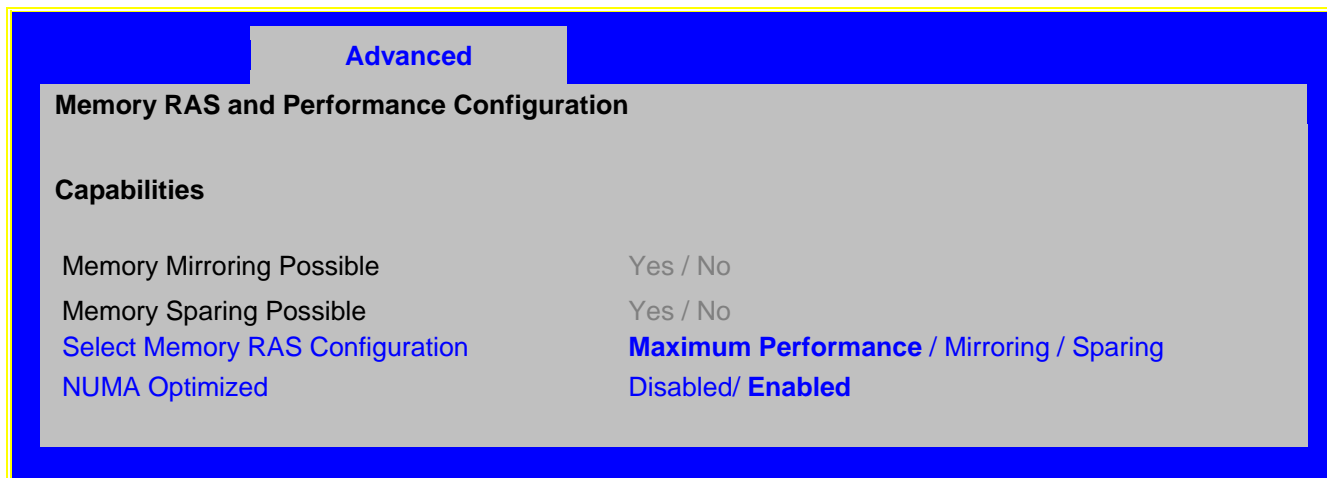 Advanced
Memory RAS and Performance Configuration
Capabilities
Memory Mirroring Possible Yes / No
Memory Sparing Possible Yes / No
Select Memory RAS Configuration Maximum Performance / Mirroring / Sparing
NUMA Optimized Disabled/ Enabled